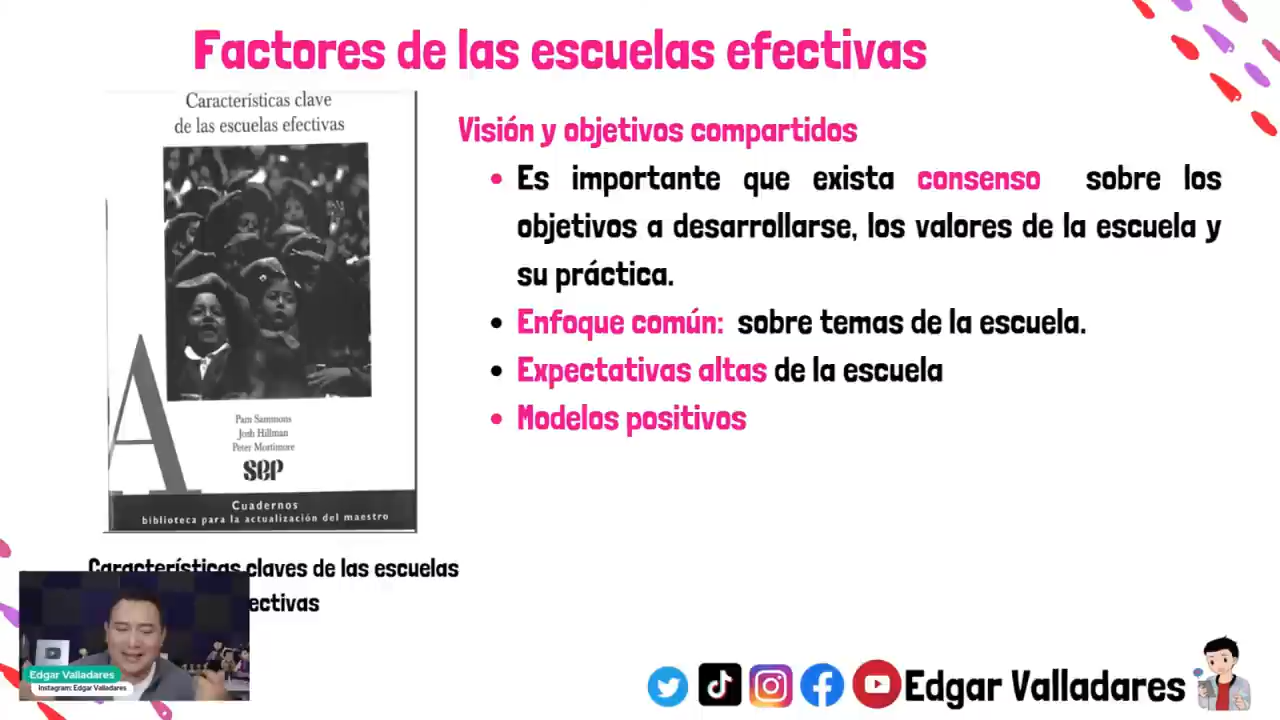 Factores de las escuelas efectivas
Características clave
de las escuelas efectivas
Pam Sammons
Josh Hillman
Peter Mortimore
SEP
Cuadernos
biblioteca para la actualización del maestro
Visión y objetivos compartidos
Es importante que exista consenso sobre los
objetivos a desarrollarse, los valores de la escuela y
su práctica.
Enfoque común: sobre temas de la escuela.
Expectativas altas de la escuela
Modelos positivos
Características claves de las escuelas
ectivas
Edgar Valladares
Instagram: Edgar Valladares
Edgar Valladares